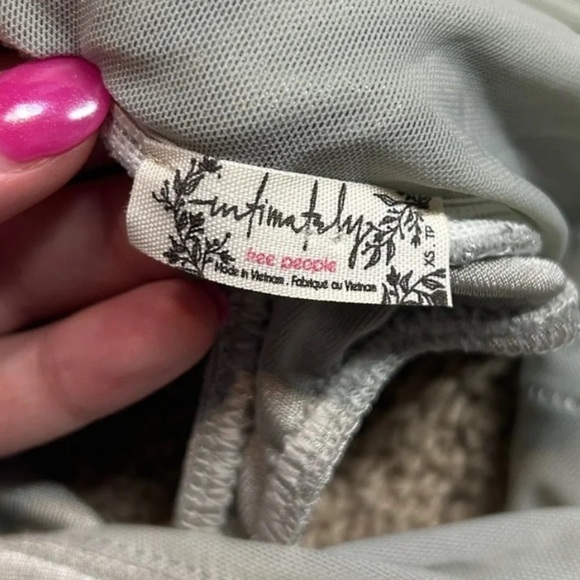 intimately
free people
Made in Vietnam . Fabriqué au Vietnam
XS . TP